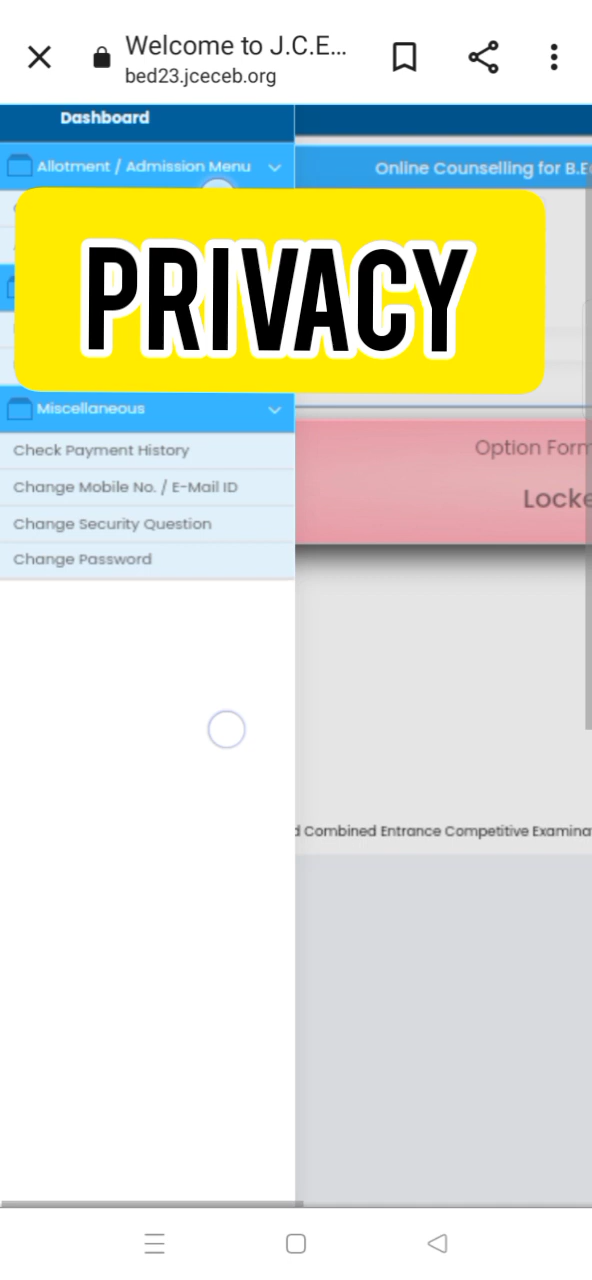 Welcome to J.C.E...
bed23.jceceb.org
Dashboard
Allotment / Admission Menu
Online Counselling for B.E
PRIVACY
Miscellaneous
Option Form
Locke
Check Payment History
Change Mobile No. / E-Mail ID
Change Security Question
Change Password
d Combined Entrance Competitive Examina